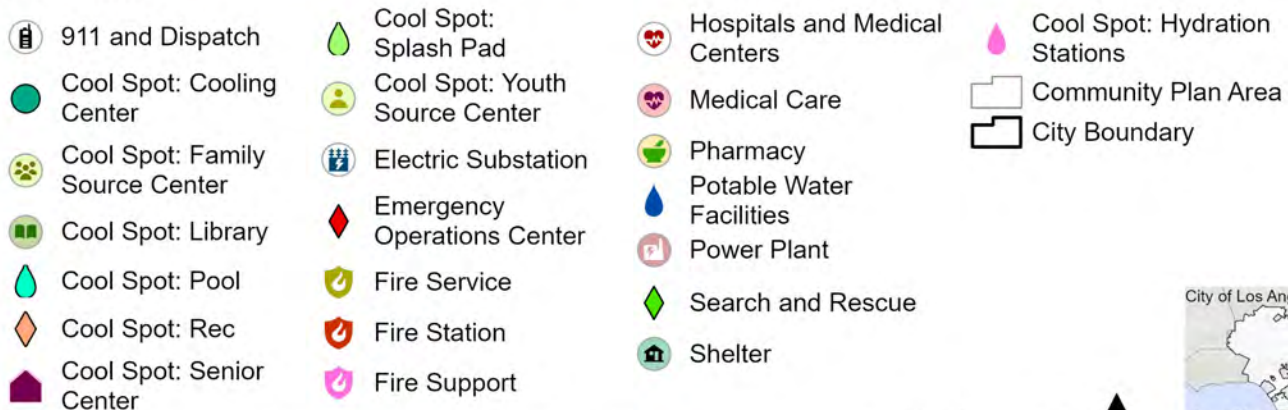 911 and Dispatch
Cool Spot: Cooling
Center
Cool Spot: Family
Source Center
Cool Spot: Library
Cool Spot: Pool
Cool Spot: Rec
Cool Spot: Senior
Center
Cool Spot:
Splash Pad
Cool Spot: Youth
Source Center
Electric Substation
Emergency
Operations Center
Fire Service
Fire Station
Fire Support
Hospitals and Medical
Centers
Medical Care
Pharmacy
Potable Water
Facilities
Power Plant
Search and Rescue
Shelter
Cool Spot: Hydration
Stations
Community Plan Area
City Boundary
City of Los